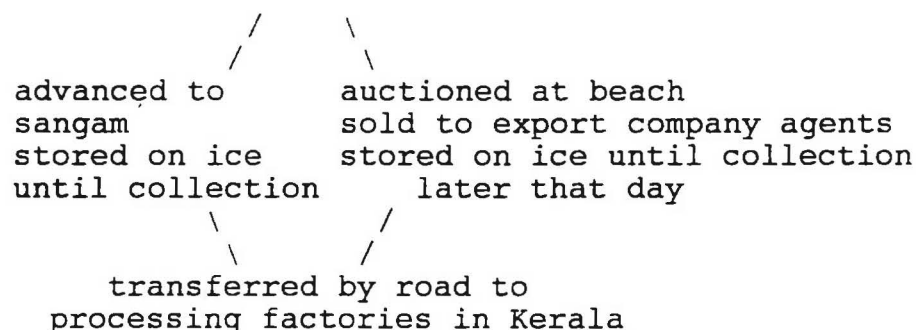 advanced to auctioned at beach
sangam sold to export company agents
stored on ice stored on ice until collection
until collection later that day
transferred by road to
processing factories in Kerala